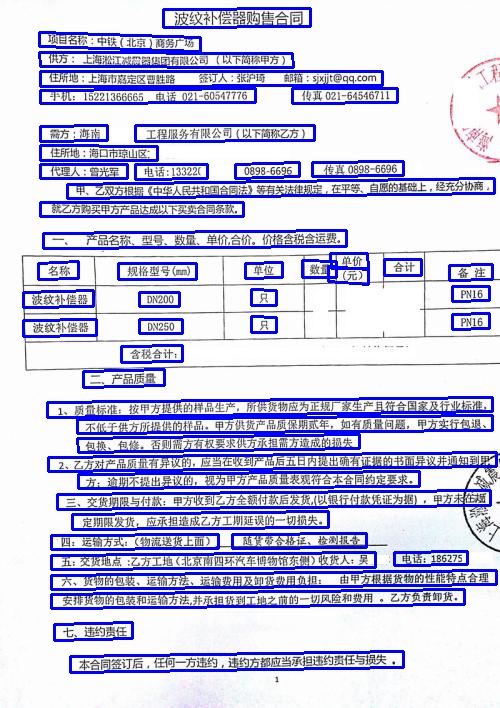 波纹补偿器购售合同
项目名称：中铁（北京）商务广场
供方：上海淞江减震器集团有限公司（以下简称甲方）
住所地：上海市嘉定区曹胜路 签订人：张沪琦 邮箱：sjxjjt@qq.com
手机：15221366665 电话 021-60547776 传真 021-64546711
需方：海南 工程服务有限公司（以下简称乙方）
住所地：海口市琼山区
代理人：曾光军 电话：13322 0898-6696 传真 0898-6696
甲、乙双方根据《中华人民共和国合同法》等有关法律规定，在平等、自愿的基础上，经充分协商，
就乙方购买甲方产品达成以下买卖合同条款。
一、 产品名称、型号、数量、单价,合价。价格含税含运费。
名称 规格型号(mm) 单位 数量 单价（元） 合计 备注
波纹补偿器 DN200 只 PN16
波纹补偿器 DN250 只 PN16
含税合计：
二、产品质量
1、质量标准：按甲方提供的样品生产，所供货物应为正规厂家生产且符合国家及行业标准，
不低于供方所提供的样品。甲方供货产品质保期贰年，如有质量问题，甲方实行包退、
包换、包修。否则需方有权要求供方承担需方造成的损失
2、乙方对产品质量有异议的，应当在收到产品后五日内提出确有证据的书面异议并通知到甲
方；逾期不提出异议的，视为甲方产品质量表观符合本合同约定要求。
三、交货期限与付款：甲方收到乙方全额付款后发货,(以银行付款凭证为据)，甲方未在短
定期限发货，应承担造成乙方工期延误的一切损失。
四：运输方式：（物流送货上面） 随货带合格证、检测报告
五：交货地点：乙方工地（北京南四环汽车博物馆东侧）收货人：吴 电话：186275
六、货物的包装、运输方法、运输费用及卸货费用负担： 由甲方根据货物的性能特点合理
安排货物的包装和运输方法,并承担货到工地之前的一切风险和费用。乙方负责卸货。
七、违约责任
本合同签订后，任何一方违约，违约方都应当承担违约责任与损失。
1